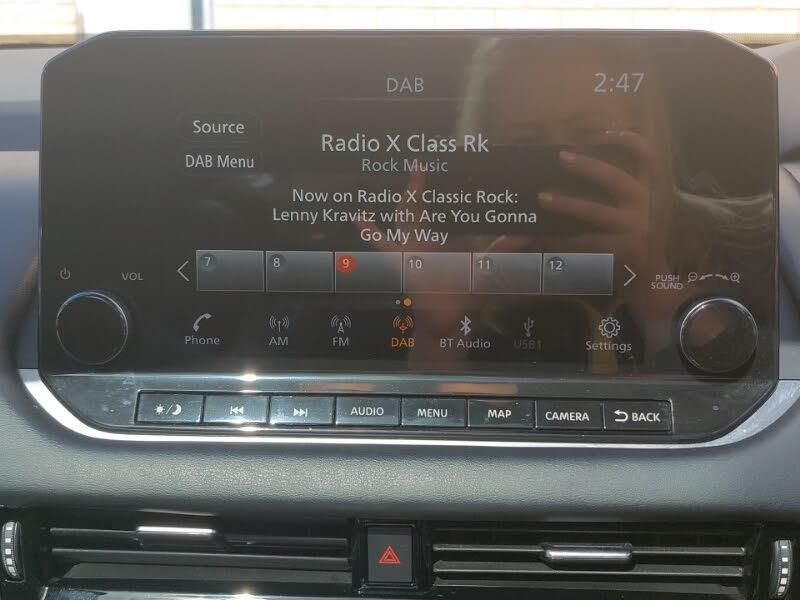 DAB
2:47
Source
DAB Menu
Radio X Class Rk
Rock Music
Now on Radio X Classic Rock:
Lenny Kravitz with Are You Gonna
Go My Way
7 8 9 10 11 12
VOL
PUSH
SOUND
Phone AM FM DAB BT Audio USB1 Settings
AUDIO MENU MAP CAMERA BACK